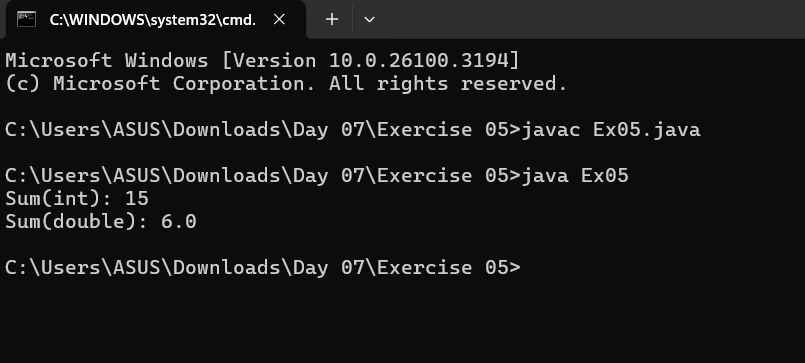 C:\WINDOWS\system32\cmd.
Microsoft Windows [Version 10.0.26100.3194]
(c) Microsoft Corporation. All rights reserved.
C:\Users\ASUS\Downloads\Day 07\Exercise 05>javac Ex05.java
C:\Users\ASUS\Downloads\Day 07\Exercise 05>java Ex05
Sum(int): 15
Sum(double): 6.0
C:\Users\ASUS\Downloads\Day 07\Exercise 05>